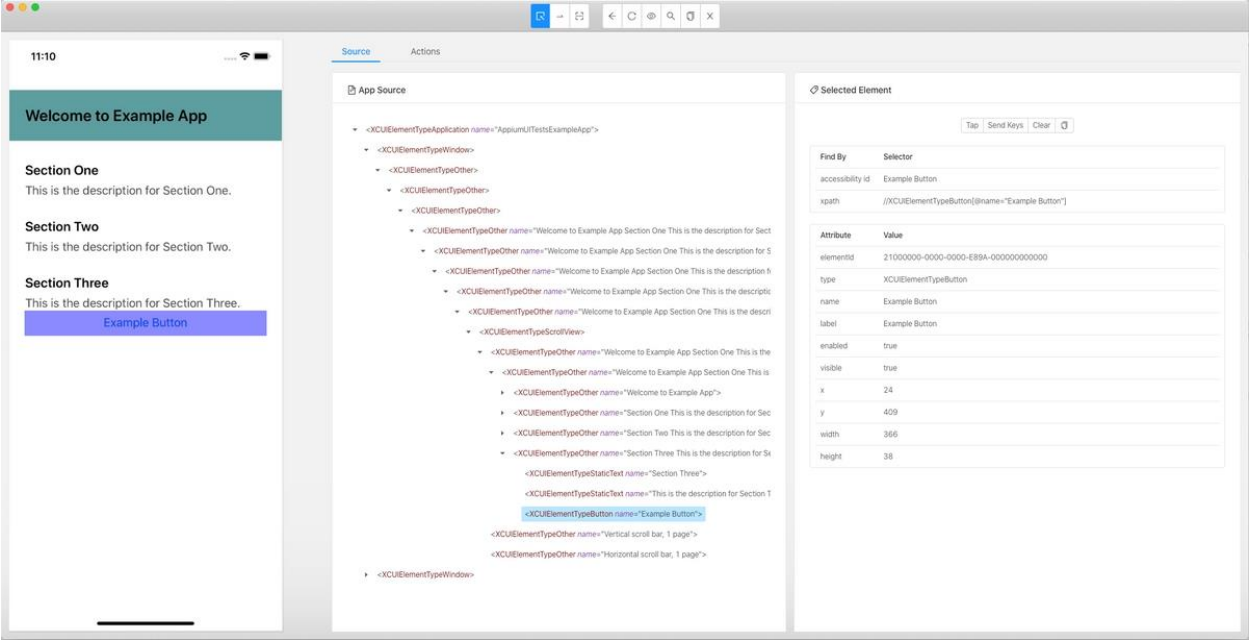 11:10
Welcome to Example App
Section One
This is the description for Section One.
Section Two
This is the description for Section Two.
Section Three
This is the description for Section Three.
Example Button
Source Actions
App Source
<XCUIElementTypeApplication name="AppiumUITestsExampleApp">
<XCUIElementTypeWindow>
<XCUIElementTypeOther>
<XCUIElementTypeOther>
<XCUIElementTypeOther>
<XCUIElementTypeOther name="Welcome to Example App Section One This is the description for Sect
<XCUIElementTypeOther name="Welcome to Example App Section One This is the description for S
<XCUIElementTypeOther name="Welcome to Example App Section One This is the description fo
<XCUIElementTypeOther name="Welcome to Example App Section One This is the descriptic
<XCUIElementTypeOther name="Welcome to Example App Section One This is the descri
<XCUIElementTypeScrollView>
<XCUIElementTypeOther name="Welcome to Example App Section One This is the
<XCUIElementTypeOther name="Welcome to Example App Section One This is
<XCUIElementTypeOther name="Welcome to Example App">
<XCUIElementTypeOther name="Section One This is the description for Sec
<XCUIElementTypeOther name="Section Two This is the description for Sec
<XCUIElementTypeOther name="Section Three This is the description for Se
<XCUIElementTypeStaticText name="Section Three">
<XCUIElementTypeStaticText name="This is the description for Section T
<XCUIElementTypeButton name="Example Button">
<XCUIElementTypeOther name="Vertical scroll bar, 1 page">
<XCUIElementTypeOther name="Horizontal scroll bar, 1 page">
<XCUIElementTypeWindow>
Selected Element
Tap Send Keys Clear
Find By Selector
accessibility id Example Button
xpath //XCUIElementTypeButton[@name="Example Button"]
Attribute Value
elementId 21000000-0000-0000-E89A-000000000000
type XCUIElementTypeButton
name Example Button
label Example Button
enabled true
visible true
x 24
y 409
width 366
height 38